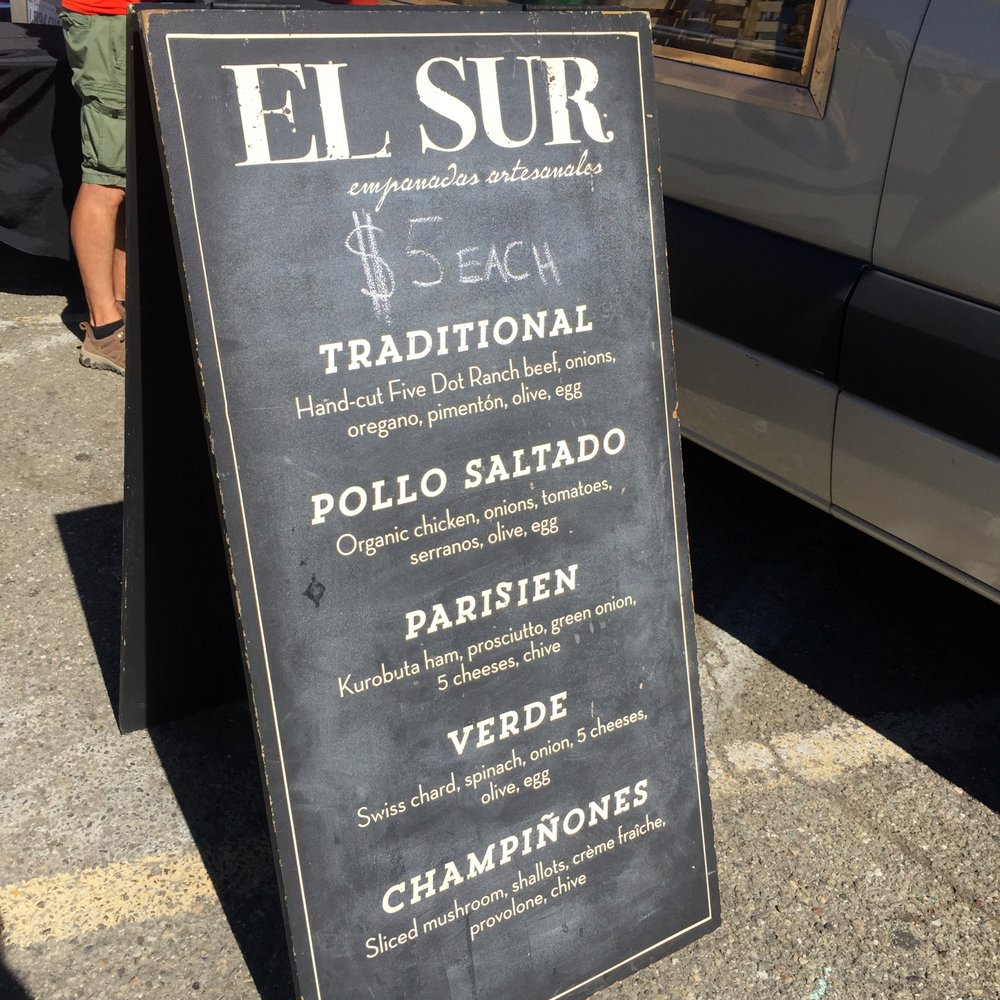 EL SUR
empanadas artesanales
$5 EACH
TRADITIONAL
Hand-cut Five Dot Ranch beef, onions,
oregano, pimentón, olive, egg
POLLO SALTADO
Organic chicken, onions, tomatoes,
serranos, olive, egg
PARISIEN
Kurobuta ham, prosciutto, green onion,
5 cheeses, chive
VERDE
Swiss chard, spinach, onion, 5 cheeses,
olive, egg
CHAMPIÑONES
Sliced mushroom, shallots, crème fraîche,
provolone, chive